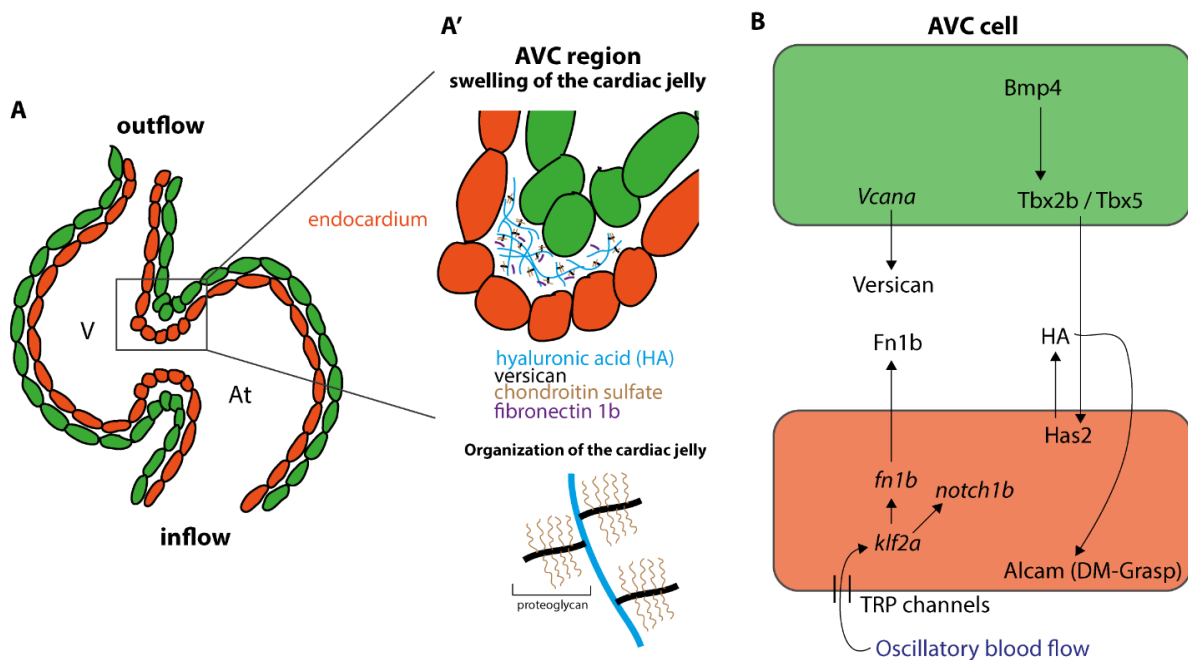 A
outflow
endocardium
V
At
inflow
A'
AVC region
swelling of the cardiac jelly
hyaluronic acid (HA)
versican
chondroitin sulfate
fibronectin 1b
Organization of the cardiac jelly
proteoglycan
B
AVC cell
Bmp4
Vcana
Tbx2b / Tbx5
Versican
Fn1b
HA
Has2
fn1b
notch1b
klf2a
Alcam (DM-Grasp)
TRP channels
Oscillatory blood flow